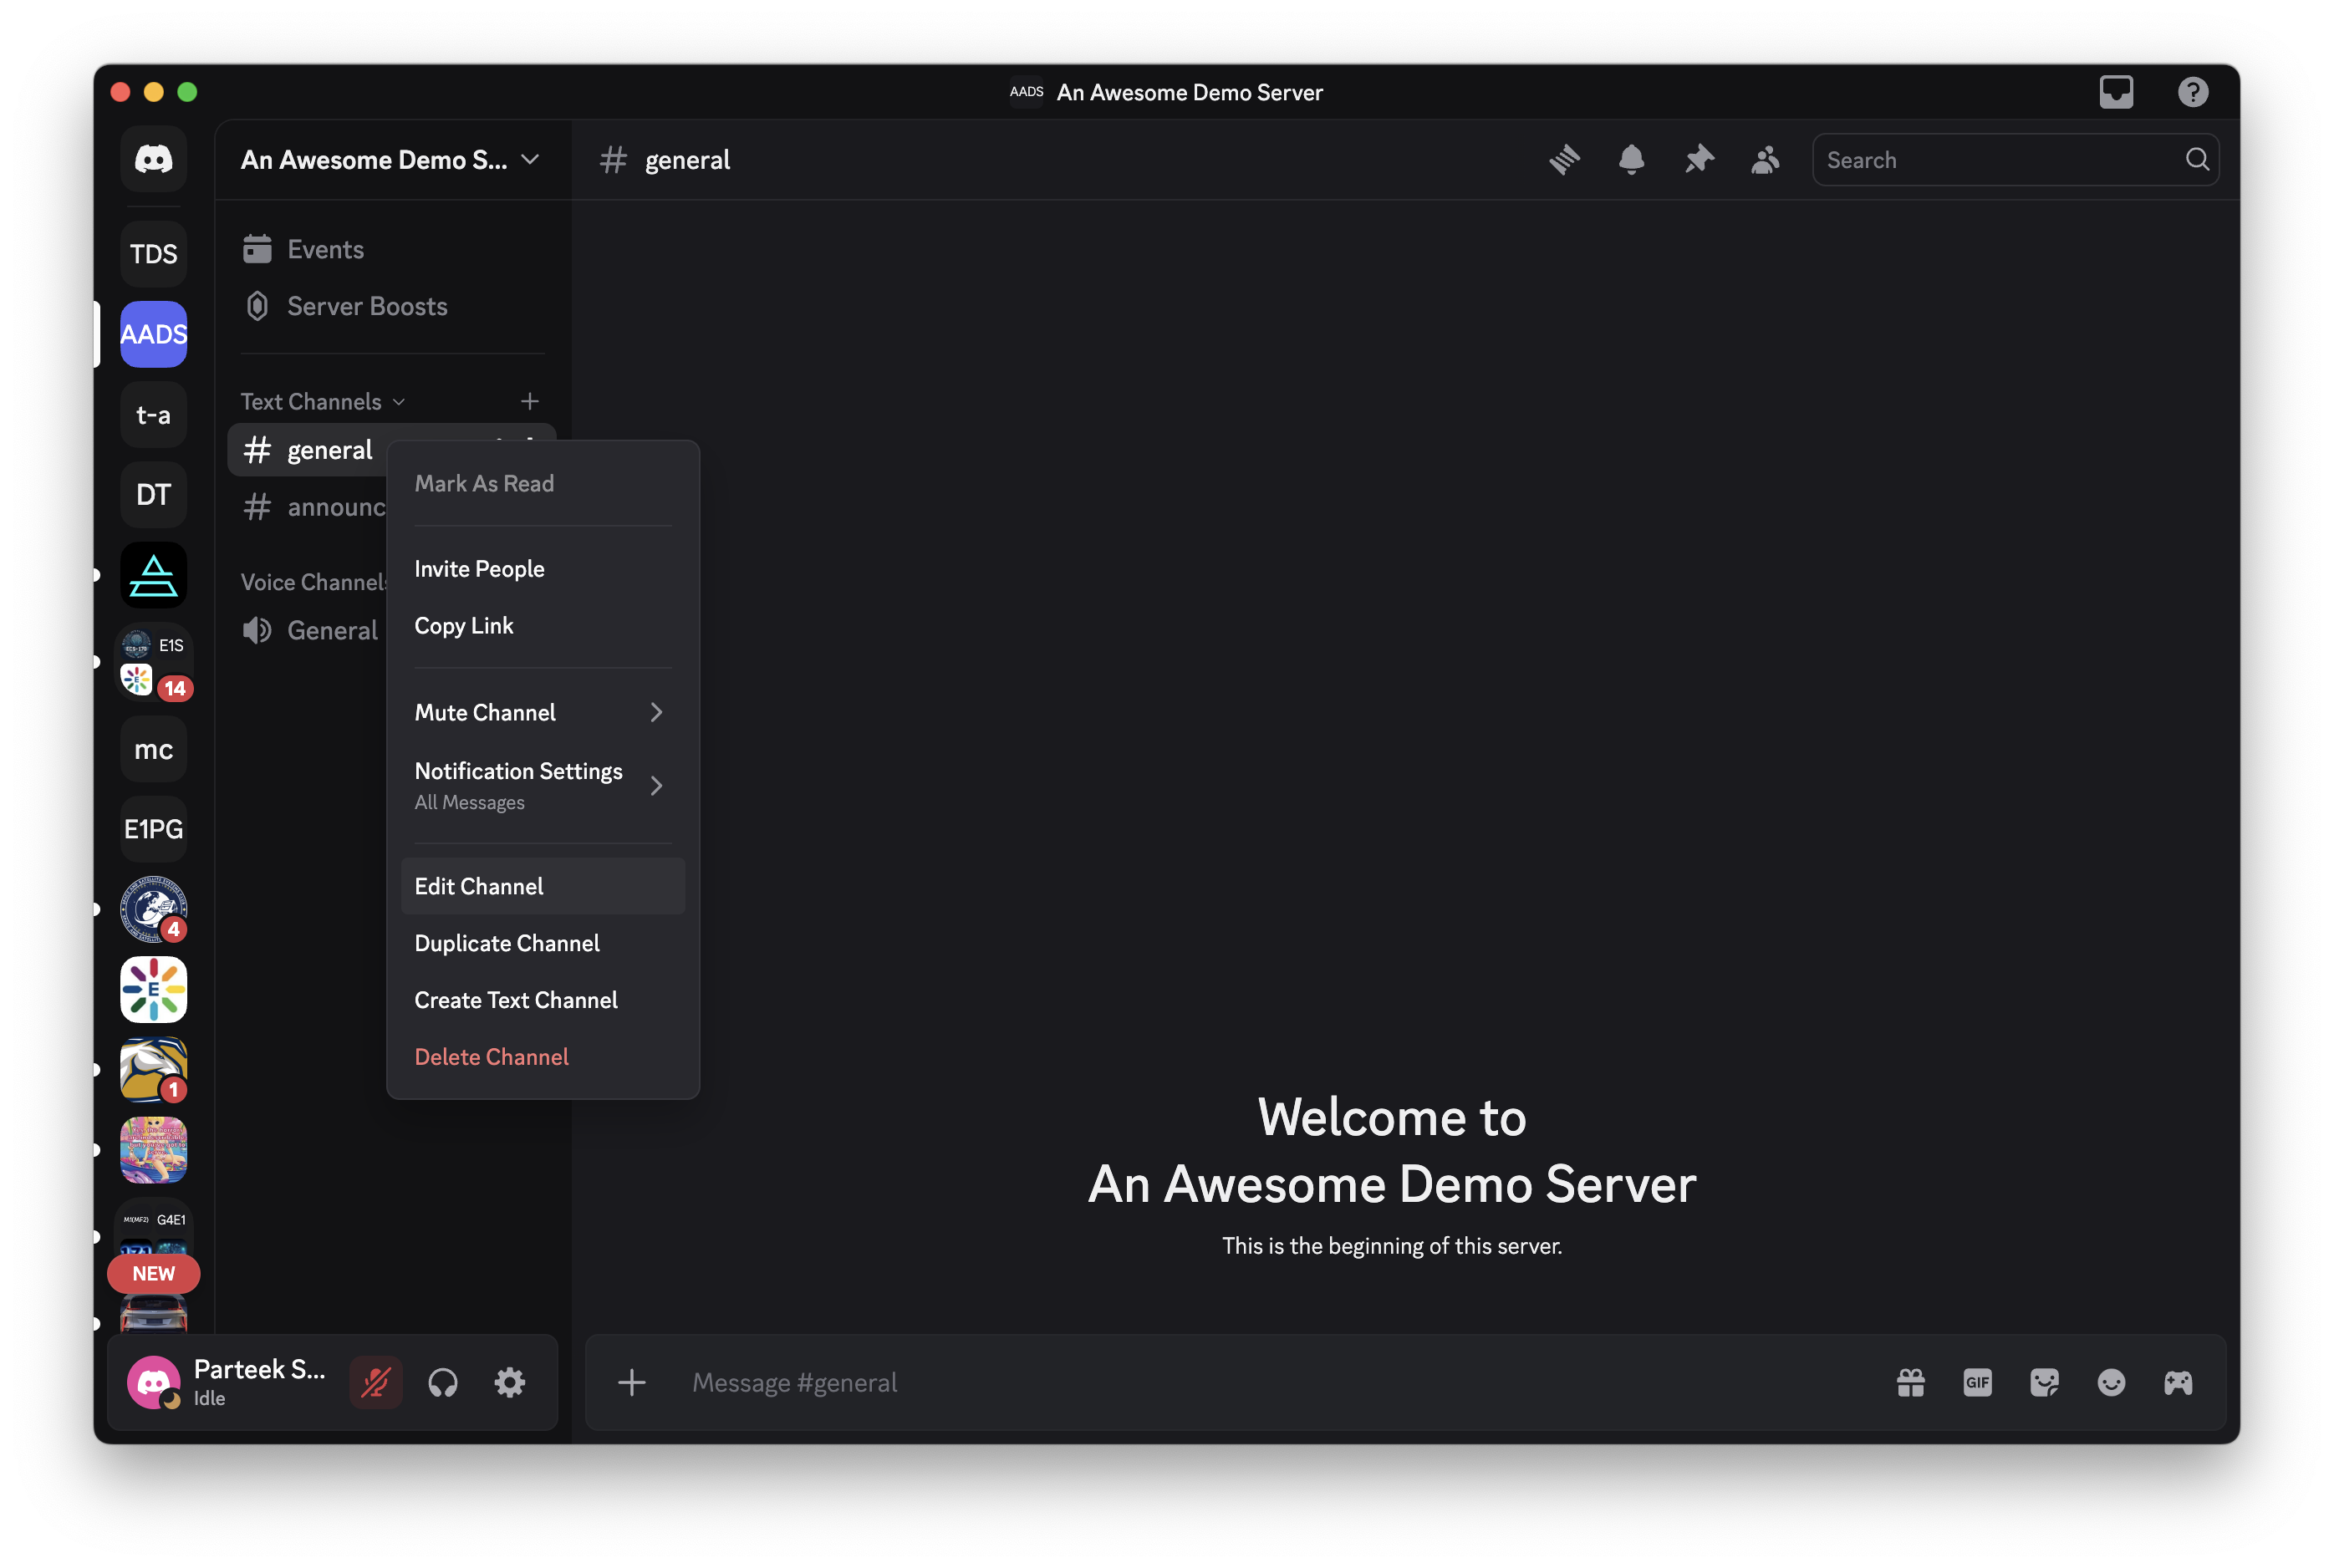 AADS An Awesome Demo Server
An Awesome Demo S...
general
Search
TDS
AADS
t-a
DT
E1S
14
mc
E1PG
4
E
1
M!(MF2) G4E1
NEW
Events
Server Boosts
Text Channels
general
announc
Voice Channels
General
Mark As Read
Invite People
Copy Link
Mute Channel
Notification Settings
All Messages
Edit Channel
Duplicate Channel
Create Text Channel
Delete Channel
Welcome to
An Awesome Demo Server
This is the beginning of this server.
Parteek S...
Idle
Message #general
GIF